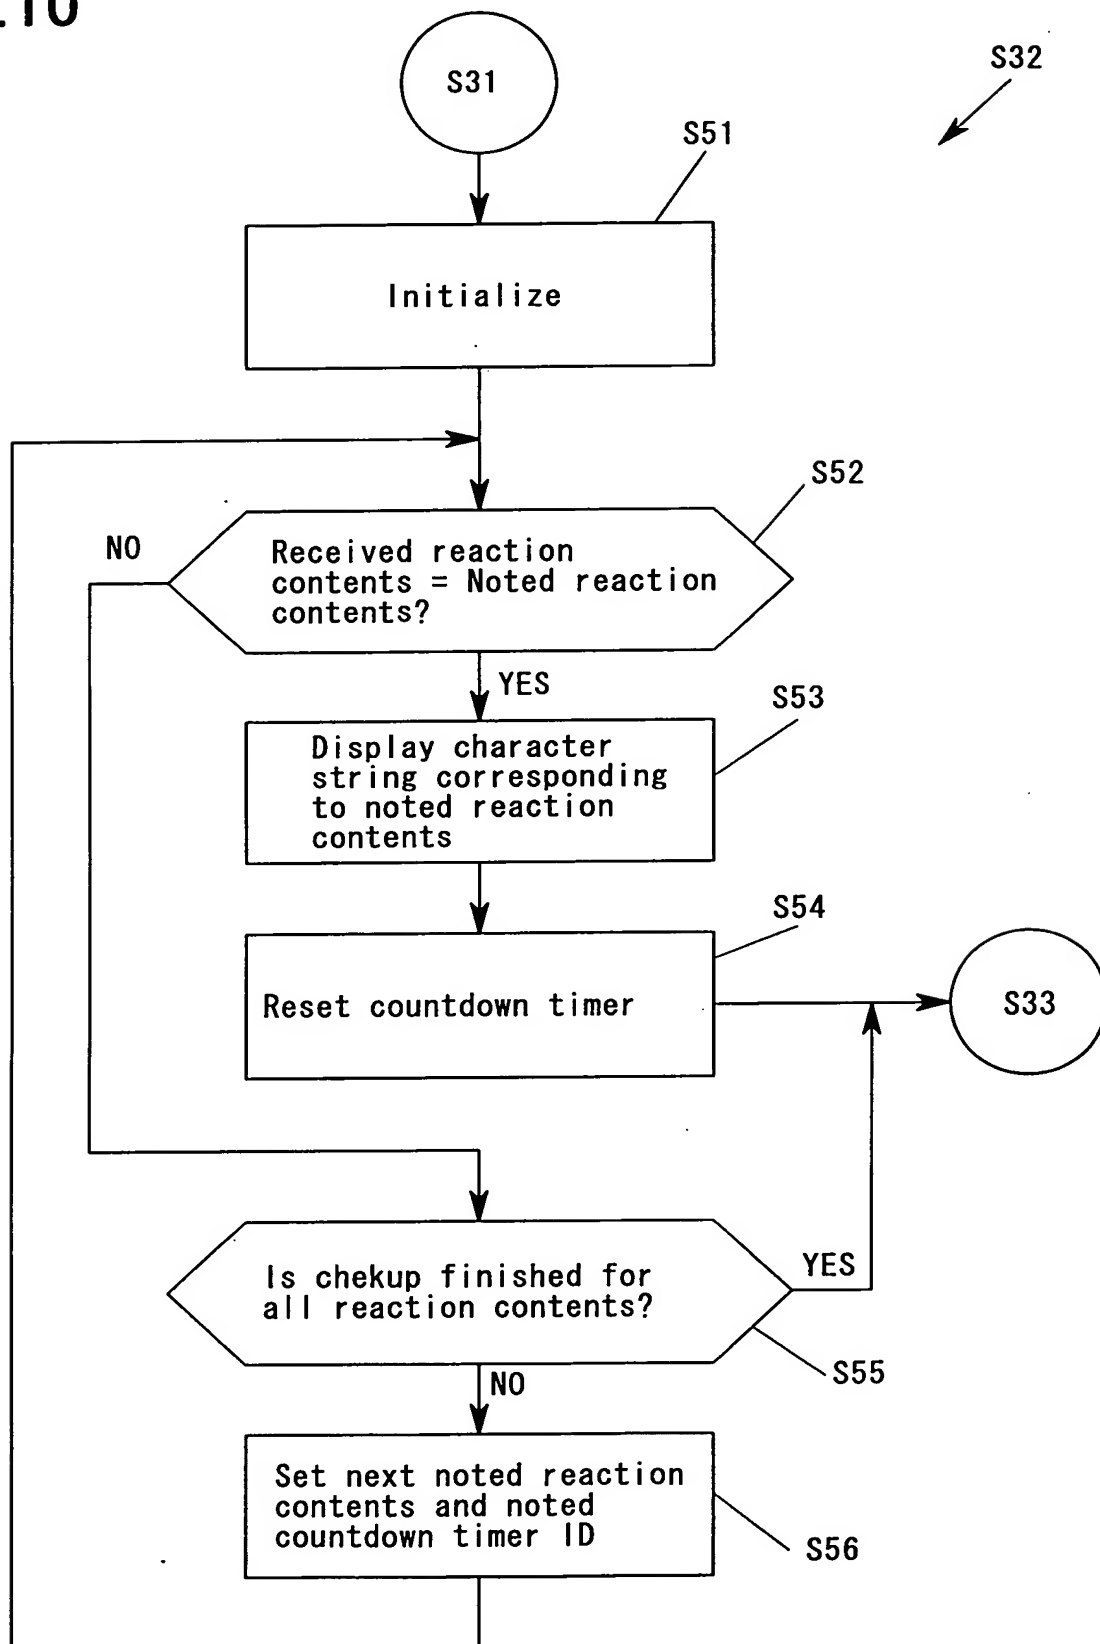 S31
S32
S51
Initialize
S52
NO
Received reaction
contents = Noted reaction
contents?
YES
S53
Display character
string corresponding
to noted reaction
contents
S54
Reset countdown timer
S33
Is chekup finished for
all reaction contents?
YES
S55
NO
Set next noted reaction
contents and noted
countdown timer ID
S56